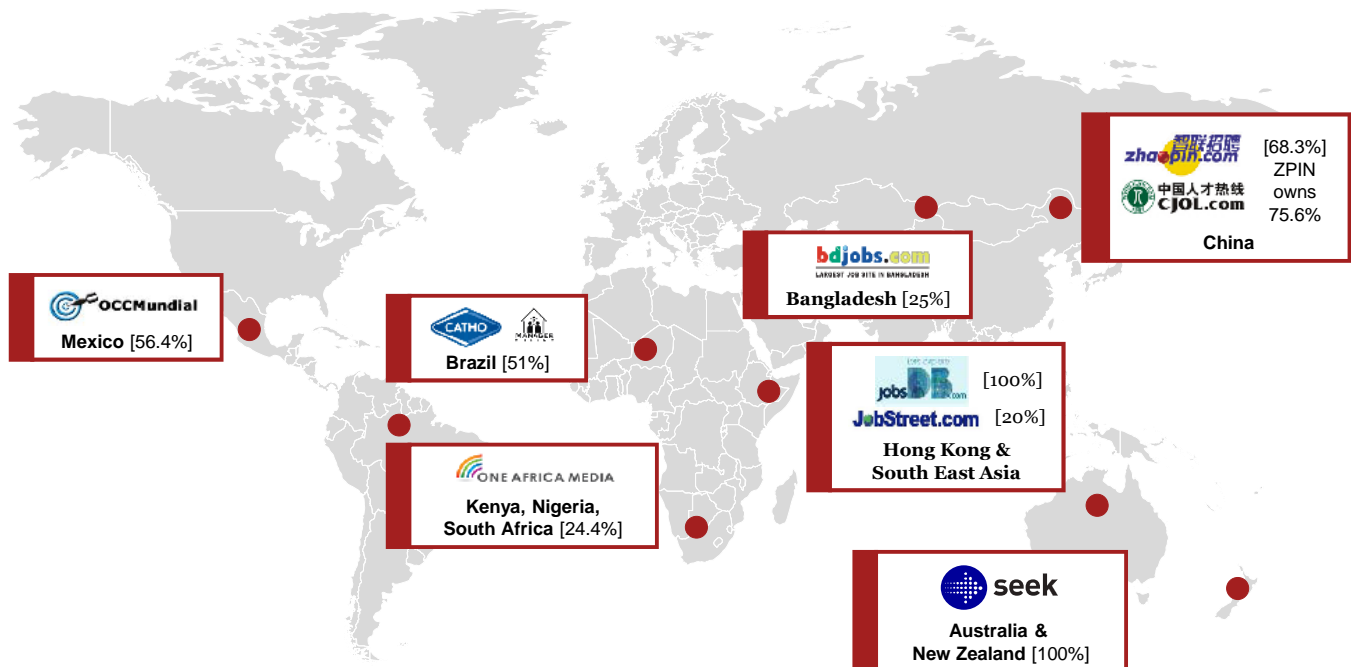 OCCMundial
Mexico [56.4%]
CATHO
MANAGER
Brazil [51%]
ONE AFRICA MEDIA
Kenya, Nigeria,
South Africa [24.4%]
bdjobs.com
LARGEST JOB SITE IN BANGLADESH
Bangladesh [25%]
智联招聘
zhaopin.com
中国人才热线
CJOL.com
[68.3%]
ZPIN
owns
75.6%
China
jobsDB.com
[100%]
JobStreet.com
[20%]
Hong Kong &
South East Asia
seek
Australia &
New Zealand [100%]